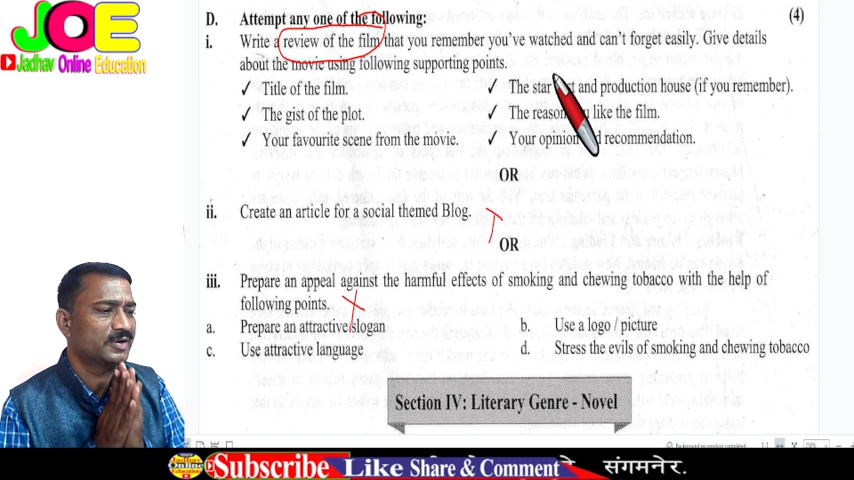 JOE
Jadhav Online Education
D. Attempt any one of the following: (4)
i. Write a review of the film that you remember you've watched and can't forget easily. Give details
about the movie using following supporting points.
✓ Title of the film. ✓ The star and production house (if you remember).
✓ The gist of the plot. ✓ The reason like the film.
✓ Your favourite scene from the movie. ✓ Your opinion recommendation.
OR
ii. Create an article for a social themed Blog.
OR
iii. Prepare an appeal against the harmful effects of smoking and chewing tobacco with the help of
following points.
a. Prepare an attractive slogan b. Use a logo / picture
c. Use attractive language d. Stress the evils of smoking and chewing tobacco
Section IV: Literary Genre - Novel
Jadhav
Online
Education
Subscribe Like Share & Comment
संगमनेर.